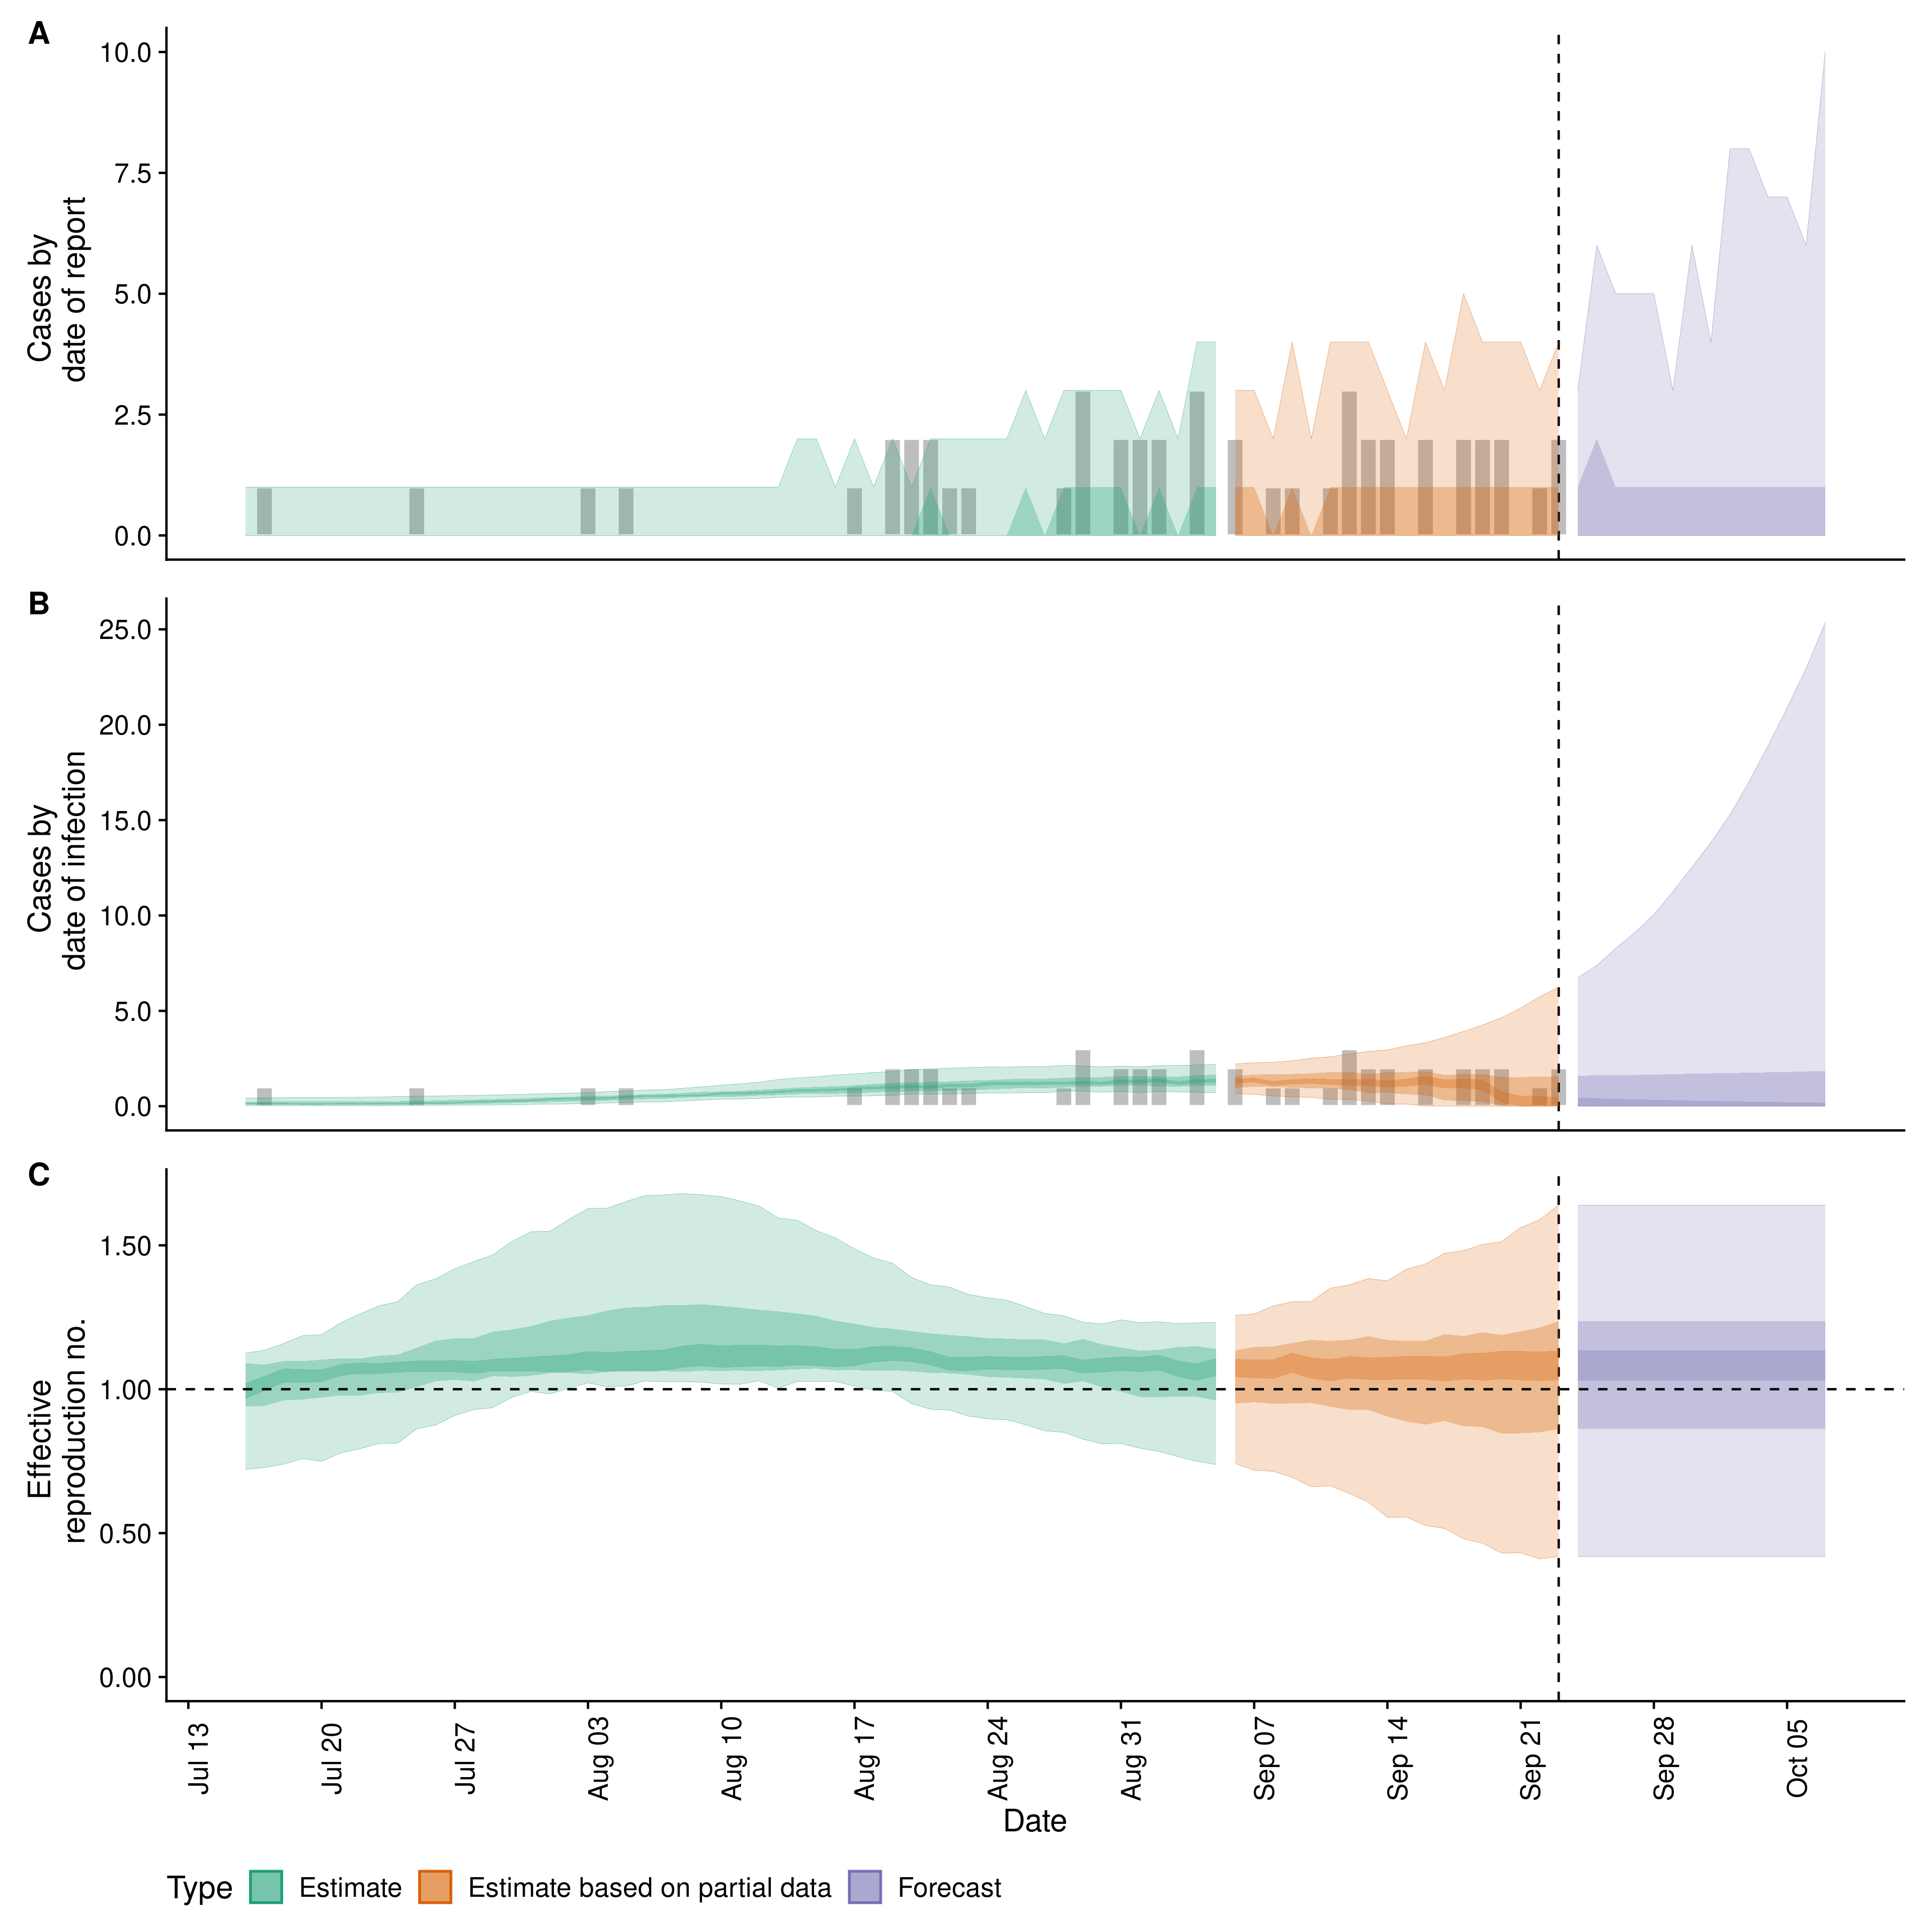 A
10.0
7.5
5.0
2.5
0.0
Cases by
date of report
B
25.0
20.0
15.0
10.0
5.0
0.0
Cases by
date of infection
C
1.50
1.00
0.50
0.00
Effective
reproduction no.
Jul 13
Jul 20
Jul 27
Aug 03
Aug 10
Aug 17
Aug 24
Aug 31
Sep 07
Sep 14
Sep 21
Sep 28
Oct 05
Date
Type Estimate Estimate based on partial data Forecast